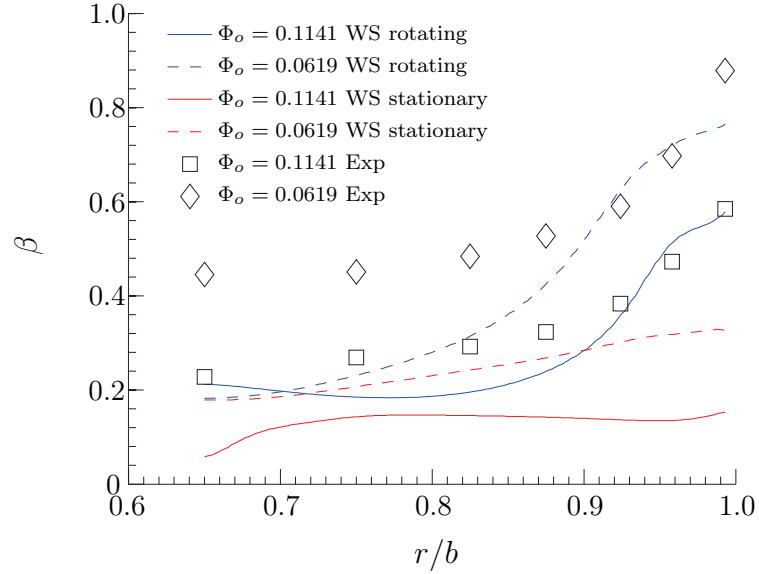 1.0
0.8
0.6
0.4
0.2
0
β
Φo = 0.1141 WS rotating
Φo = 0.0619 WS rotating
Φo = 0.1141 WS stationary
Φo = 0.0619 WS stationary
Φo = 0.1141 Exp
Φo = 0.0619 Exp
0.6 0.7 0.8 0.9 1.0
r/b